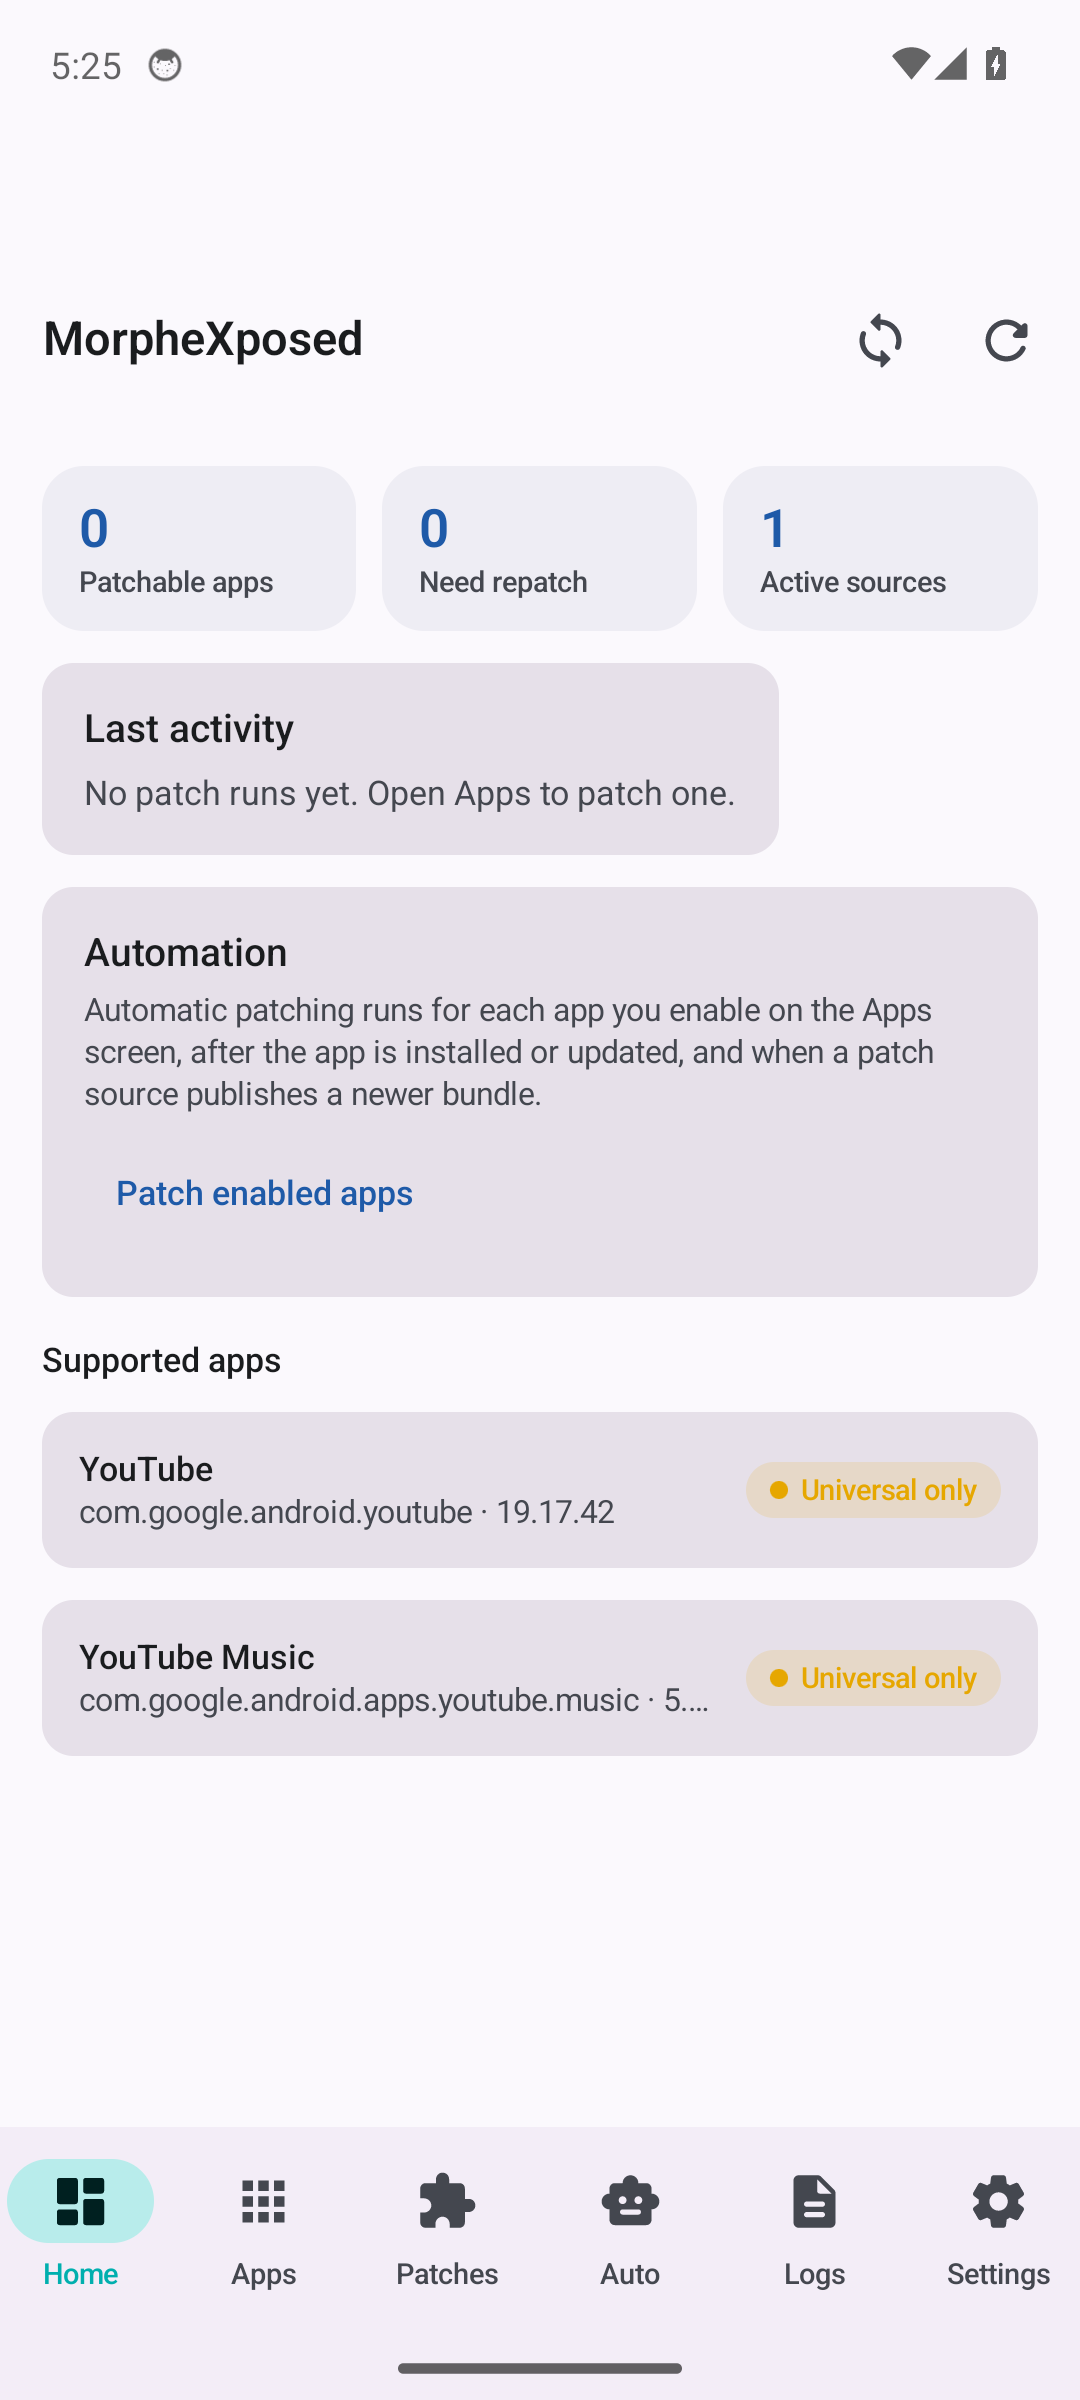 5:25
MorpheXposed
0
Patchable apps
0
Need repatch
1
Active sources
Last activity
No patch runs yet. Open Apps to patch one.
Automation
Automatic patching runs for each app you enable on the Apps
screen, after the app is installed or updated, and when a patch
source publishes a newer bundle.
Patch enabled apps
Supported apps
YouTube
com.google.android.youtube · 19.17.42
Universal only
YouTube Music
com.google.android.apps.youtube.music · 5....
Universal only
Home
Apps
Patches
Auto
Logs
Settings